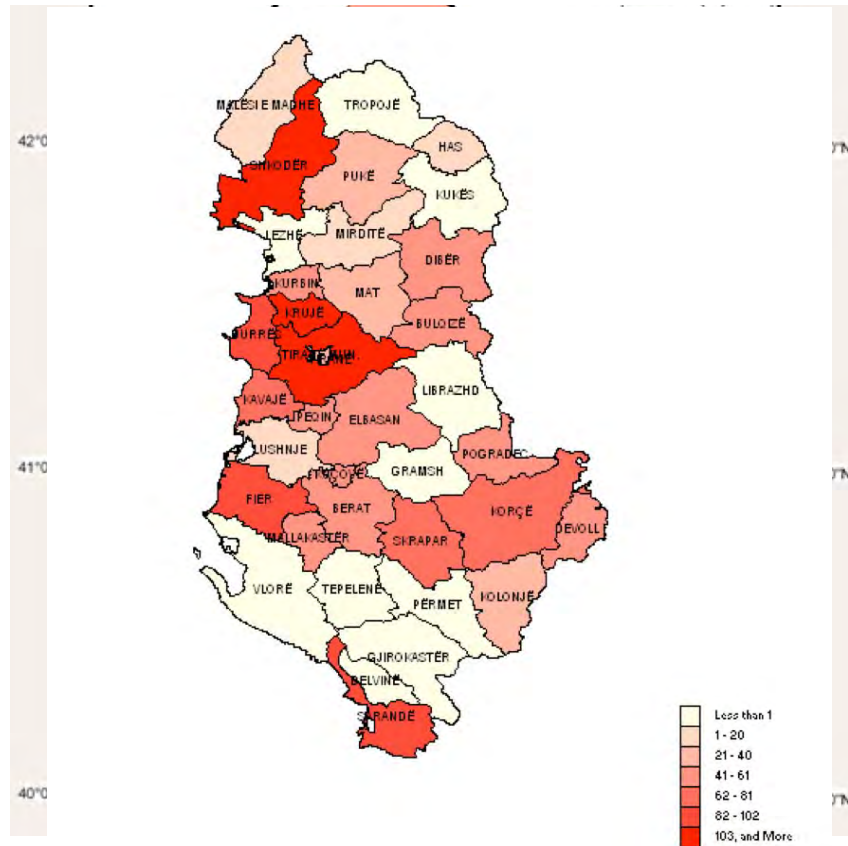 MALËSI E MADHE
TROPOJË
42°0
HAS
SHKODËR
PUKË
KUKËS
LEZHË
MIRDITË
DIBËR
KURBIN
MAT
KRUJË
BULQIZË
DURRËS
LIBRAZHD
KAVAJË
PEQIN
ELBASAN
LUSHNJE
POGRADEC
41°0
GRAMSH
FIER
BERAT
KORÇË
DEVOLL
MALLAKASTËR
SKRAPAR
VLORË
TEPELENË
PËRMET
KOLONJË
GJIROKASTËR
DELVINË
SARANDË
Less than 1
1 - 20
21 - 40
41 - 61
62 - 81
40°0
82 - 102
103, and More